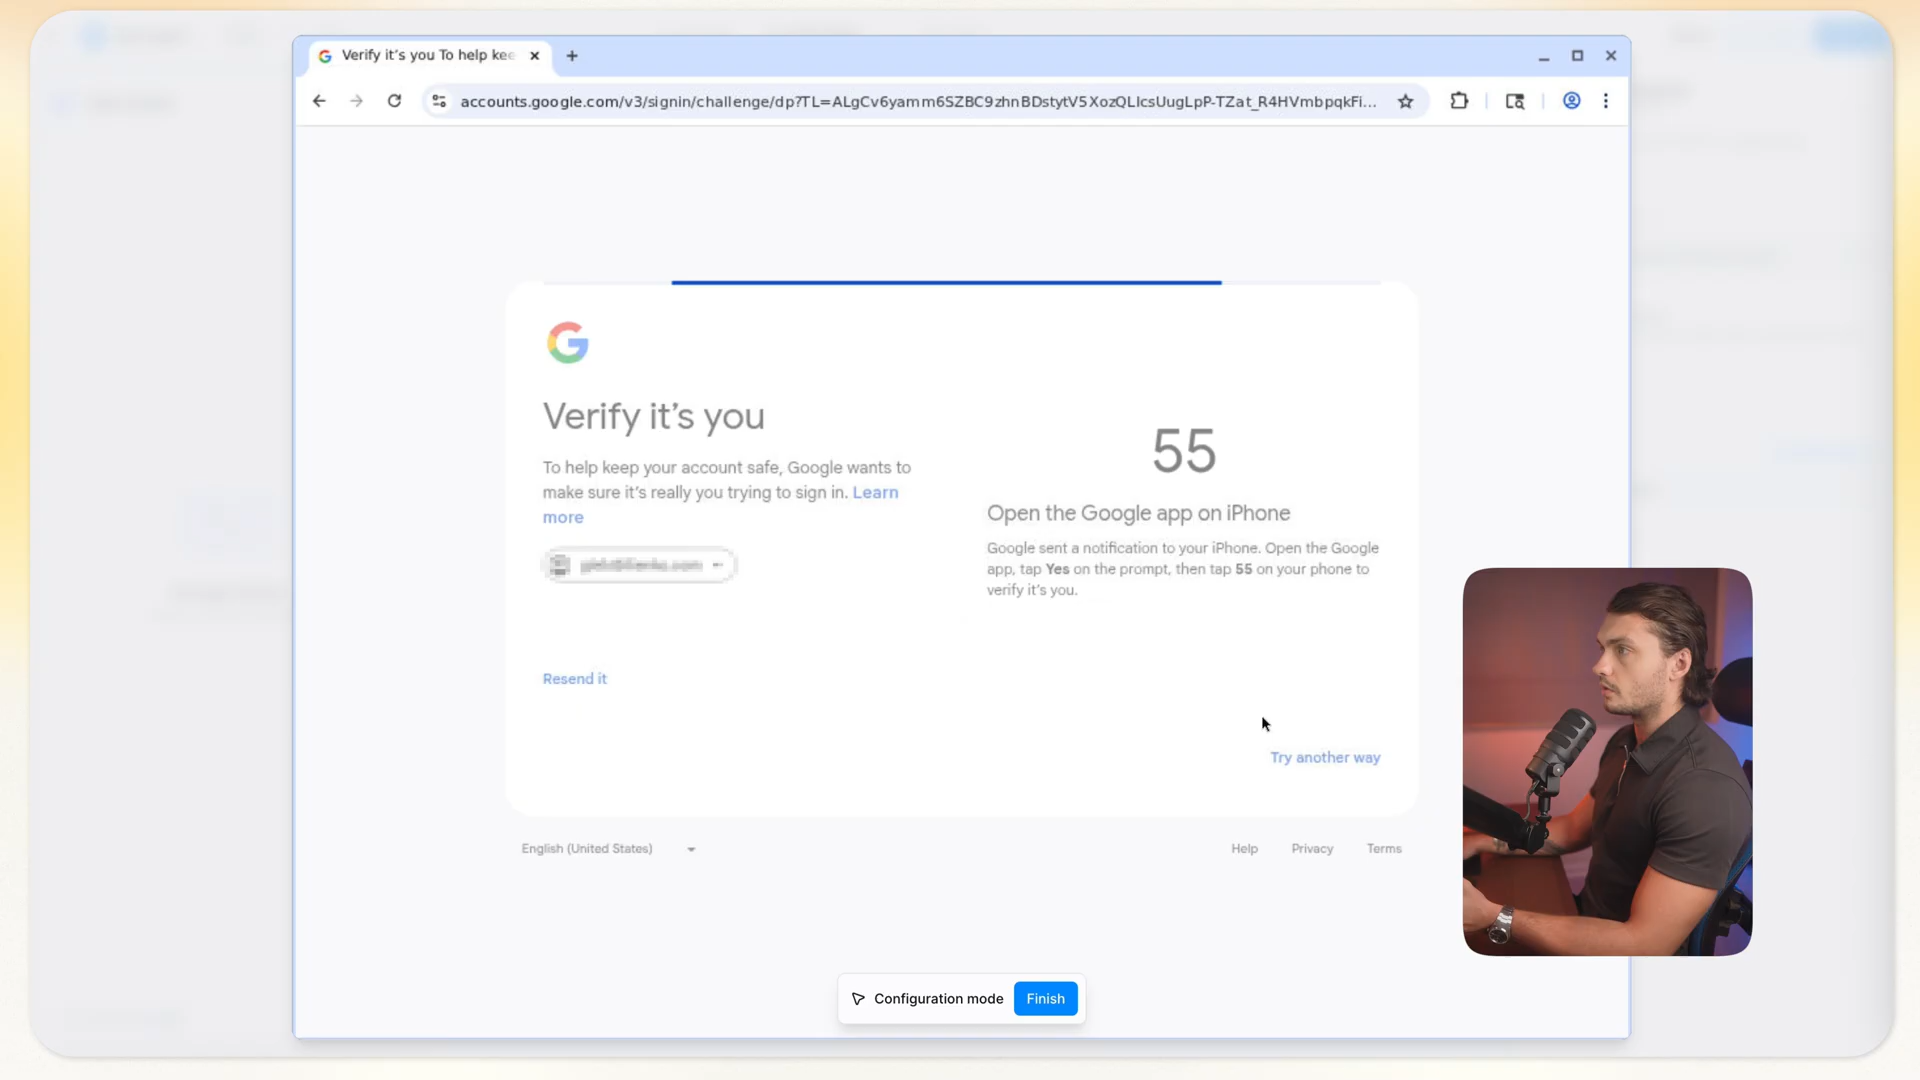 Verify it's you To help kee
accounts.google.com/v3/signin/challenge/dp?TL=ALgCv6yamm6SZBC9zhnBDstytV5XozQLIcsUugLpP-TZat_R4HVmbpqkFi...
Verify it's you
To help keep your account safe, Google wants to
make sure it's really you trying to sign in. Learn
more
Resend it
55
Open the Google app on iPhone
Google sent a notification to your iPhone. Open the Google
app, tap Yes on the prompt, then tap 55 on your phone to
verify it's you.
Try another way
English (United States)
Help
Privacy
Terms
Configuration mode
Finish